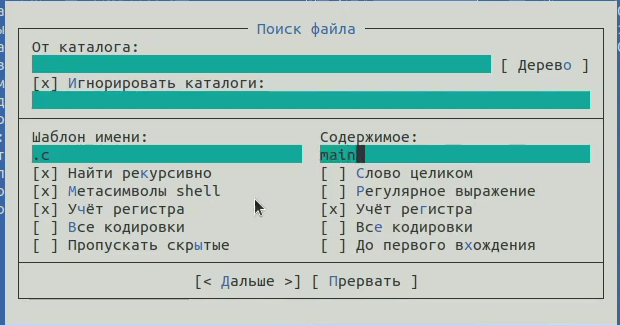 Поиск файла
От каталога:
[ Дерево ]
[x] Игнорировать каталоги:
Шаблон имени: Содержимое:
.c main
[x] Найти рекурсивно [ ] Слово целиком
[x] Метасимволы shell [ ] Регулярное выражение
[x] Учёт регистра [x] Учёт регистра
[ ] Все кодировки [ ] Все кодировки
[ ] Пропускать скрытые [ ] До первого вхождения
[< Дальше >] [ Прервать ]